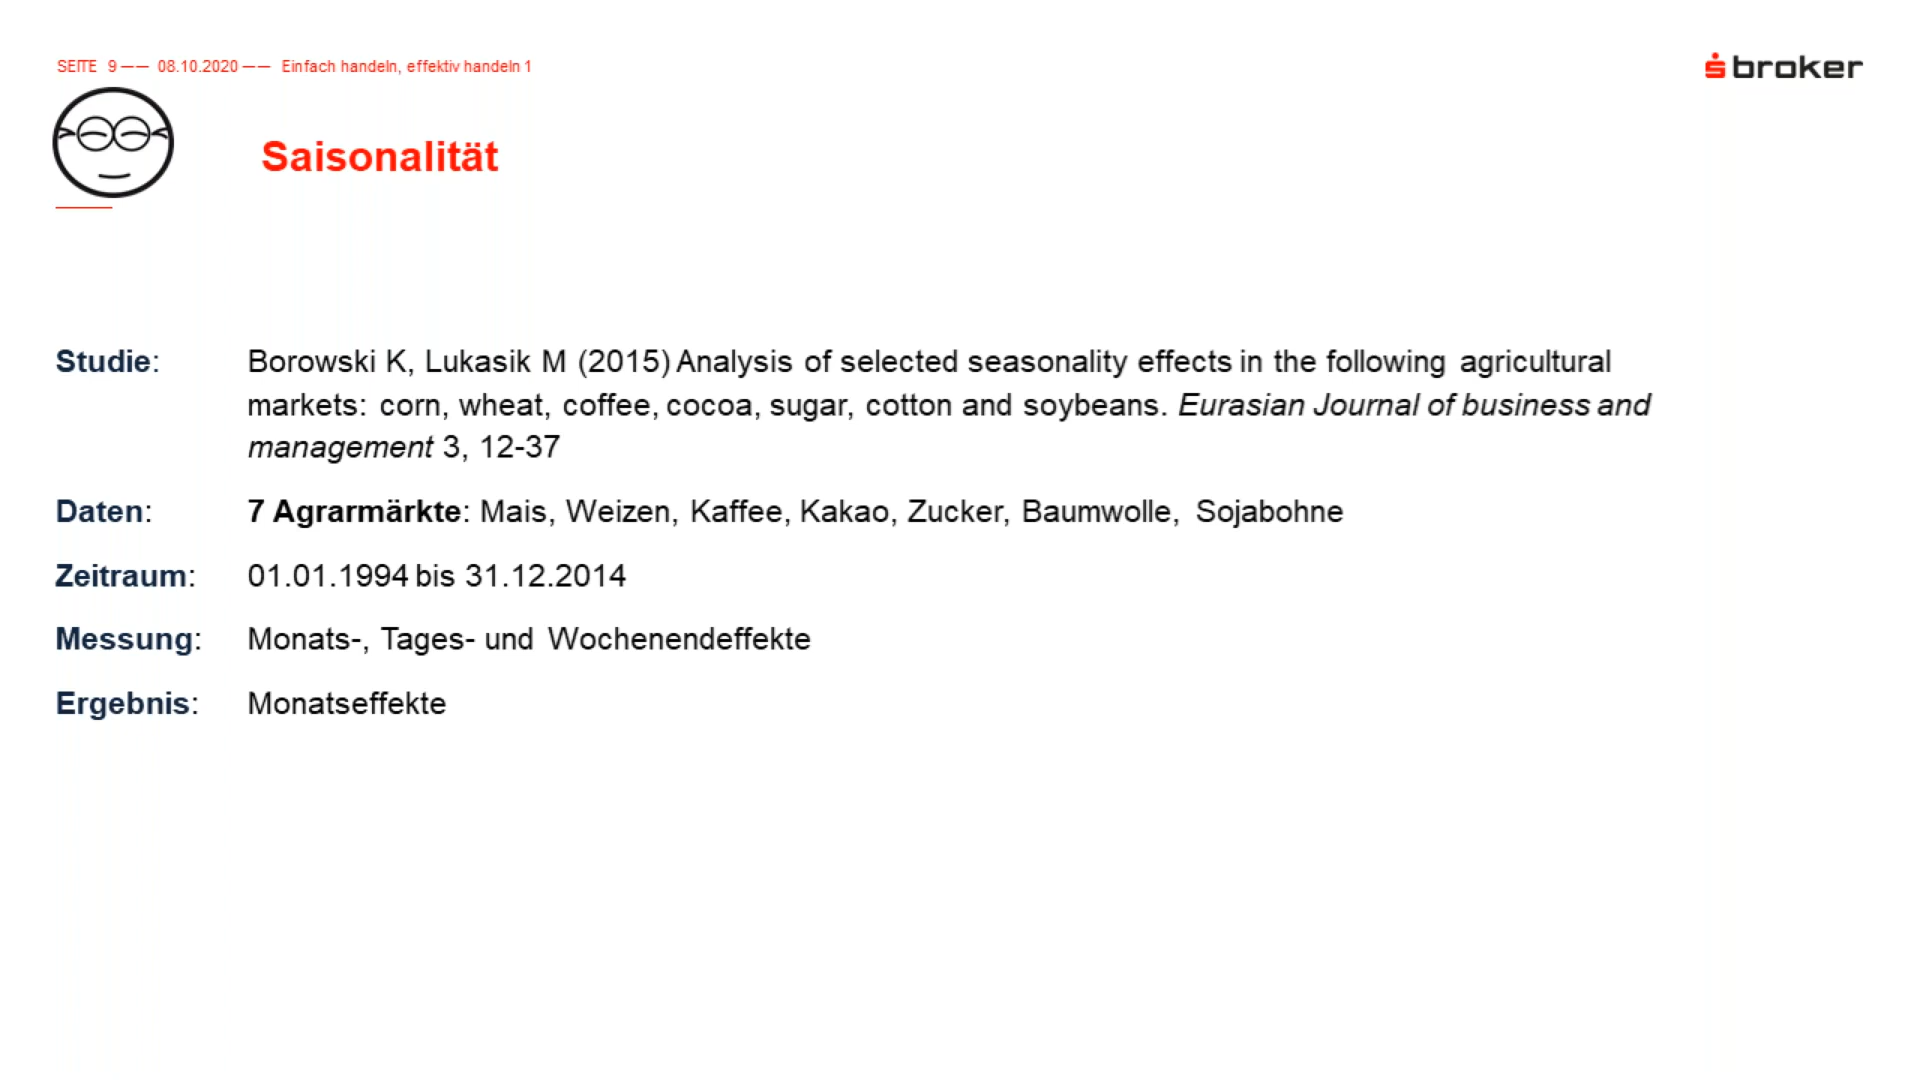 SEITE 9 —— 08.10.2020 —— Einfach handeln, effektiv handeln 1
broker
Saisonalität
Studie: Borowski K, Lukasik M (2015) Analysis of selected seasonality effects in the following agricultural
markets: corn, wheat, coffee, cocoa, sugar, cotton and soybeans. Eurasian Journal of business and
management 3, 12-37
Daten: 7 Agrarmärkte: Mais, Weizen, Kaffee, Kakao, Zucker, Baumwolle, Sojabohne
Zeitraum: 01.01.1994 bis 31.12.2014
Messung: Monats-, Tages- und Wochenendeffekte
Ergebnis: Monatseffekte